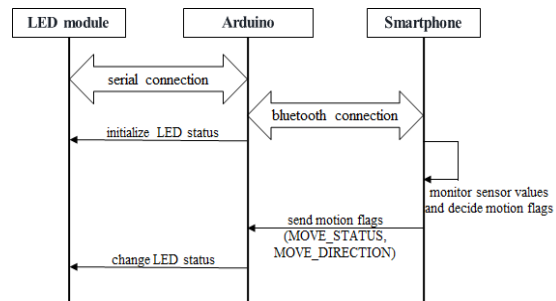 LED module
Arduino
Smartphone
serial connection
bluetooth connection
initialize LED status
monitor sensor values
and decide motion flags
send motion flags
(MOVE_STATUS,
MOVE_DIRECTION)
change LED status